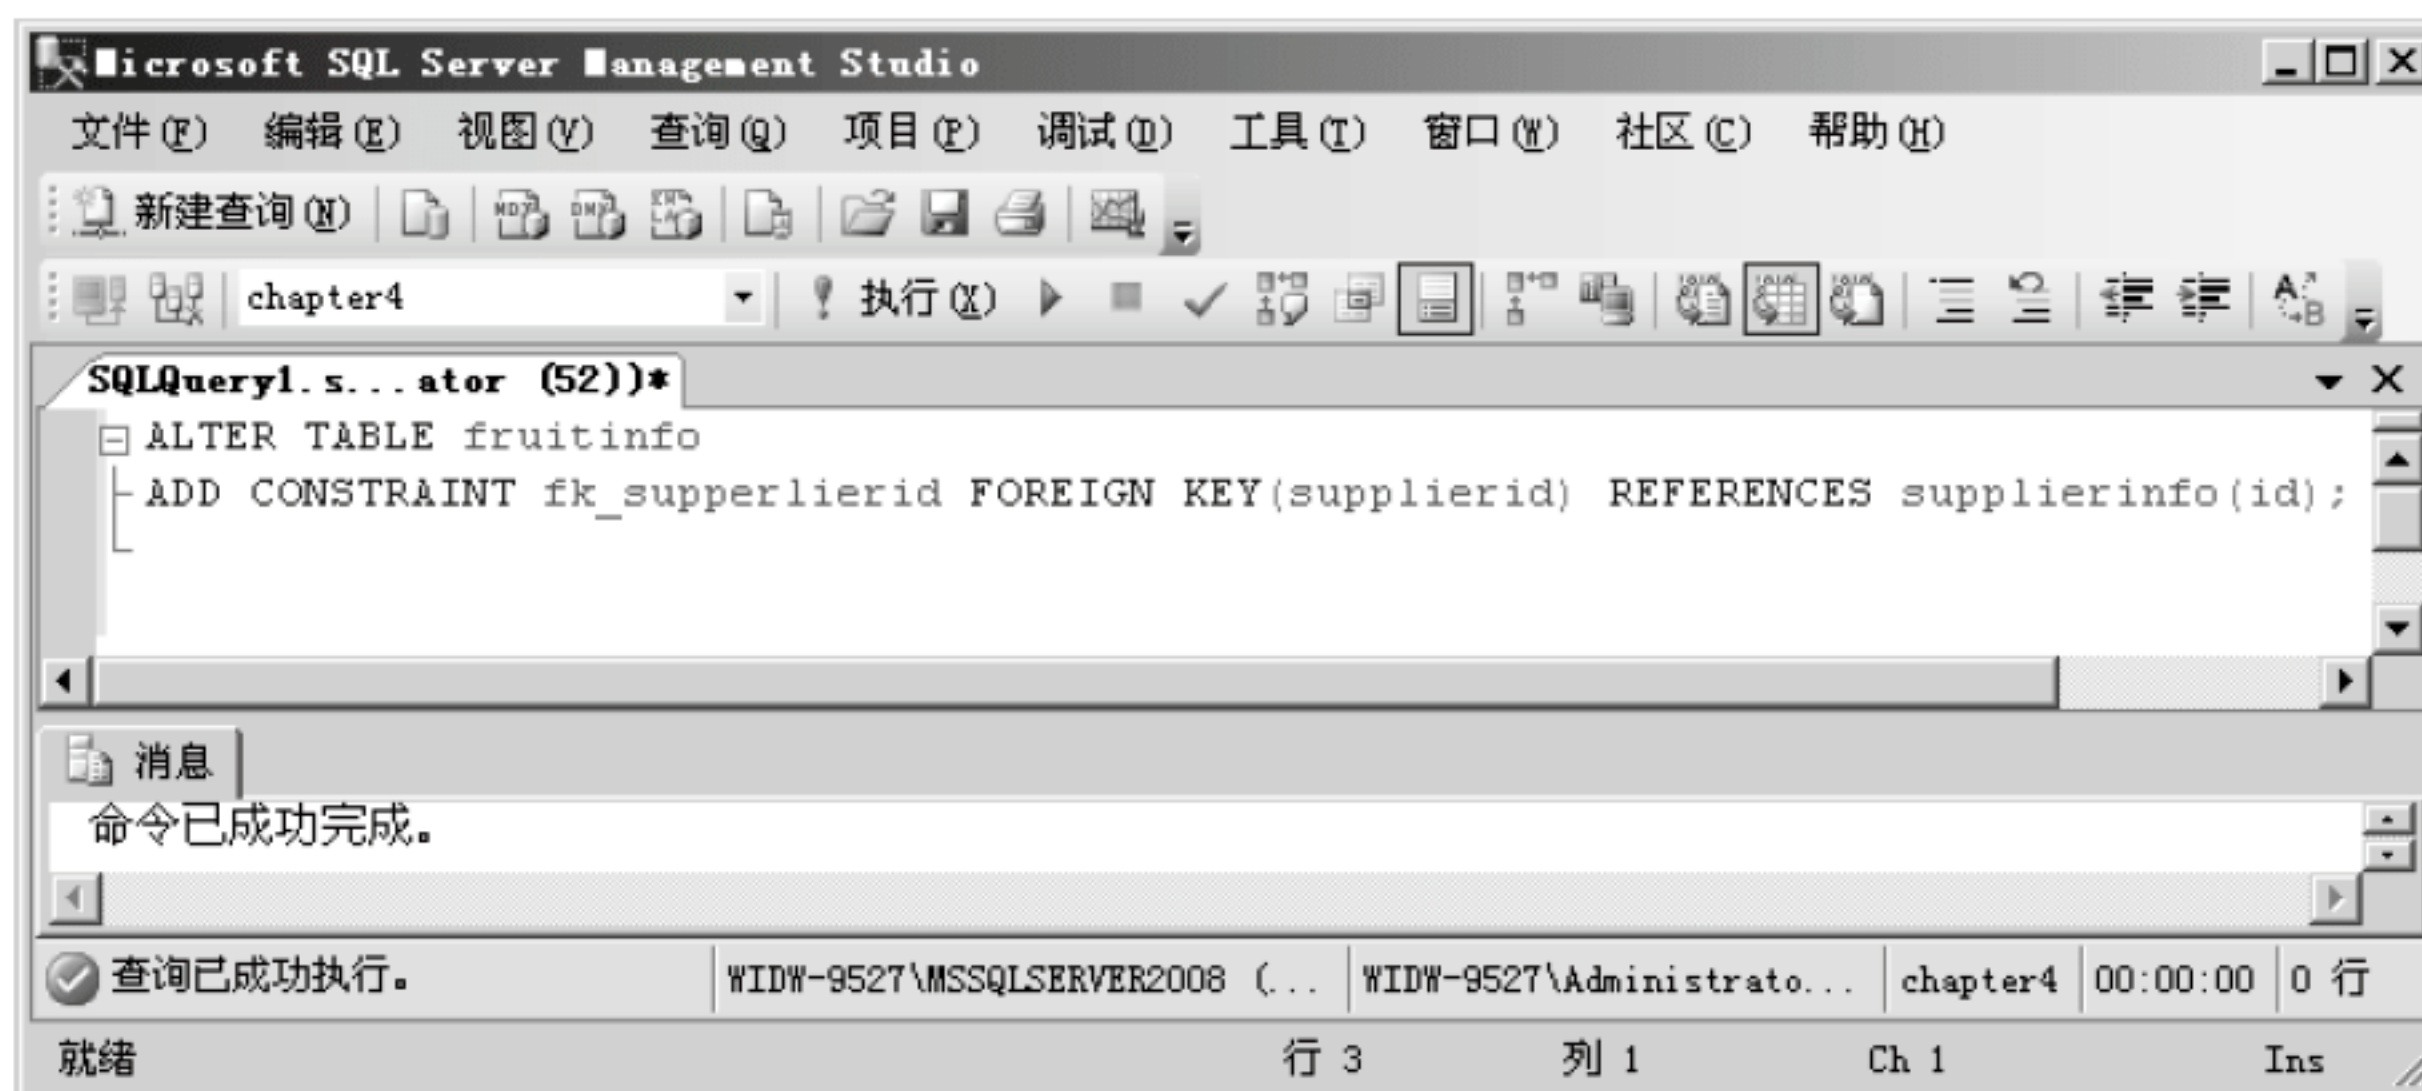 Microsoft SQL Server Management Studio
文件(F) 编辑(E) 视图(V) 查询(Q) 项目(P) 调试(D) 工具(T) 窗口(W) 社区(C) 帮助(H)
新建查询(N)
chapter4 执行(X)
SQLQuery1.s...ator (52))*
ALTER TABLE fruitinfo
ADD CONSTRAINT fk_supperlierid FOREIGN KEY(supplierid) REFERENCES supplierinfo(id);
消息
命令已成功完成。
查询已成功执行。 WIDW-9527\MSSQLSERVER2008 (... WIDW-9527\Administrato... chapter4 00:00:00 0 行
就绪 行 3 列 1 Ch 1 Ins